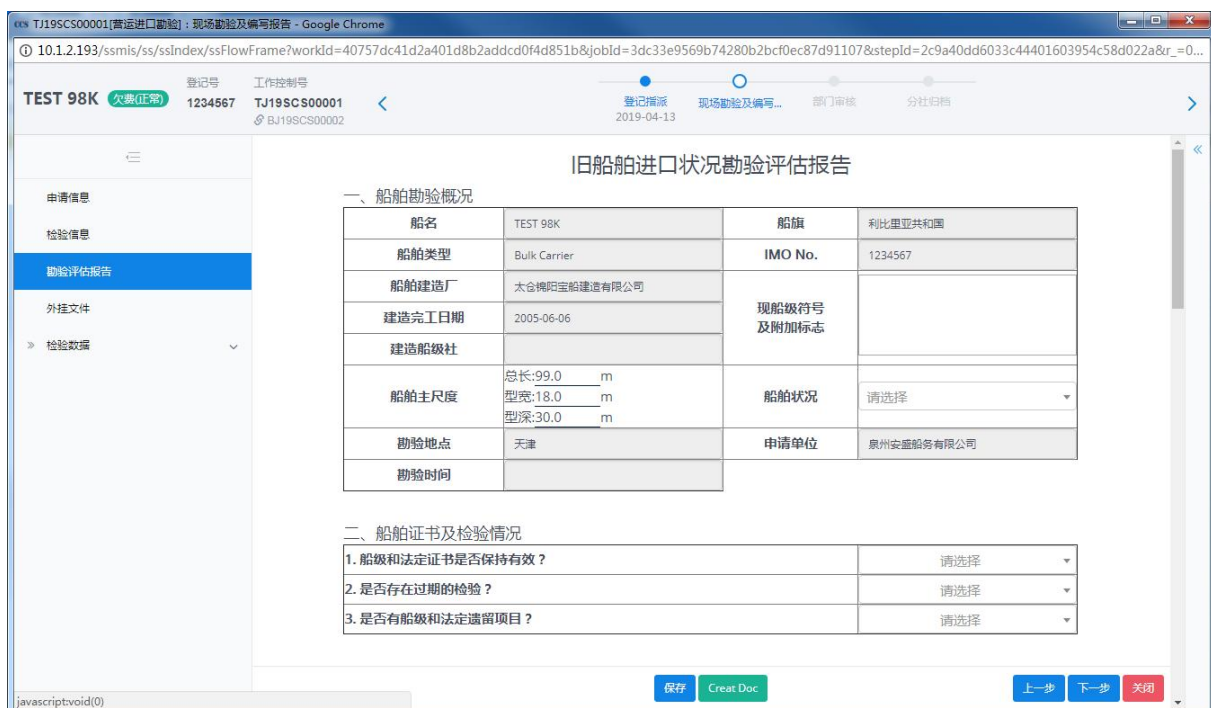 ccs TJ19SCS00001[营运进口勘验] : 现场勘验及编写报告 - Google Chrome
10.1.2.193/ssmis/ss/ssIndex/ssFlowFrame?workId=40757dc41d2a401d8b2addcd0f4d851b&jobId=3dc33e9569b74280b2bcf0ec87d91107&stepId=2c9a40dd6033c44401603954c58d022a&r_=0...
TEST 98K 欠费(正常)
登记号
1234567
工作控制号
TJ19SCS00001
BJ19SCS00002
登记指派
2019-04-13
现场勘验及编写...
部门审核
分社归档
申请信息
检验信息
勘验评估报告
外挂文件
检验数据
旧船舶进口状况勘验评估报告
一、船舶勘验概况
船名 TEST 98K 船旗 利比里亚共和国
船舶类型 Bulk Carrier IMO No. 1234567
船舶建造厂 太仓锦阳宝船建造有限公司
建造完工日期 2005-06-06
现船级符号
及附加标志
建造船级社
船舶主尺度
总长:99.0 m
型宽:18.0 m
型深:30.0 m
船舶状况 请选择
勘验地点 天津 申请单位 泉州安盛船务有限公司
勘验时间
二、船舶证书及检验情况
1. 船级和法定证书是否保持有效？ 请选择
2. 是否存在过期的检验？ 请选择
3. 是否有船级和法定遗留项目？ 请选择
保存 Creat Doc 上一步 下一步 关闭
javascript:void(0)